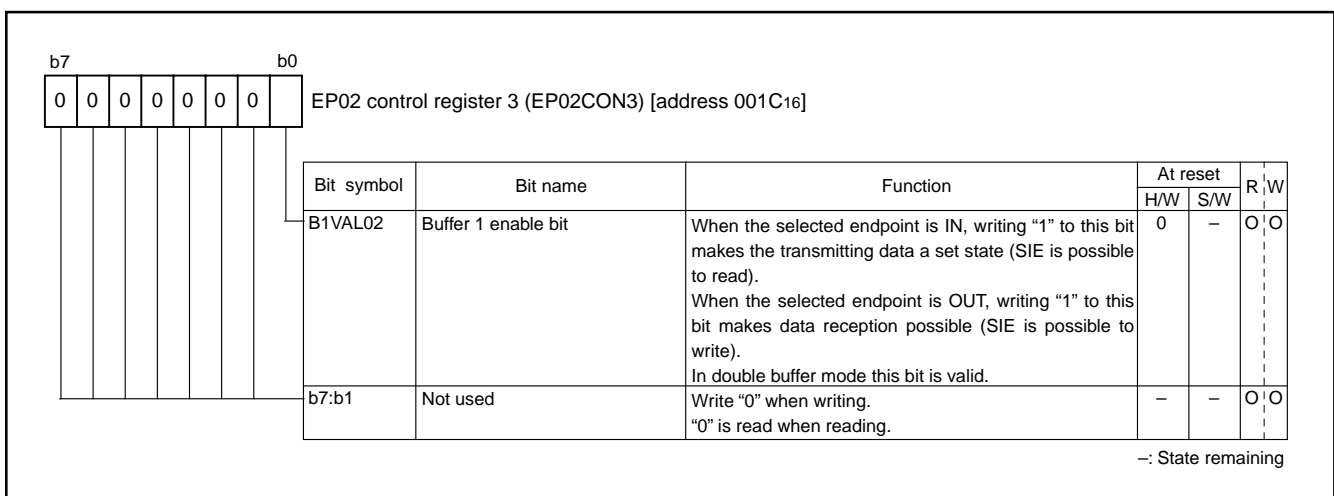 b7 b0
0 0 0 0 0 0 0 EP02 control register 3 (EP02CON3) [address 001C16]
Bit symbol Bit name Function At reset R W
H/W S/W
B1VAL02 Buffer 1 enable bit When the selected endpoint is IN, writing “1” to this bit 0 – O O
makes the transmitting data a set state (SIE is possible
to read).
When the selected endpoint is OUT, writing “1” to this
bit makes data reception possible (SIE is possible to
write).
In double buffer mode this bit is valid.
b7:b1 Not used Write “0” when writing. – – O O
“0” is read when reading.
–: State remaining